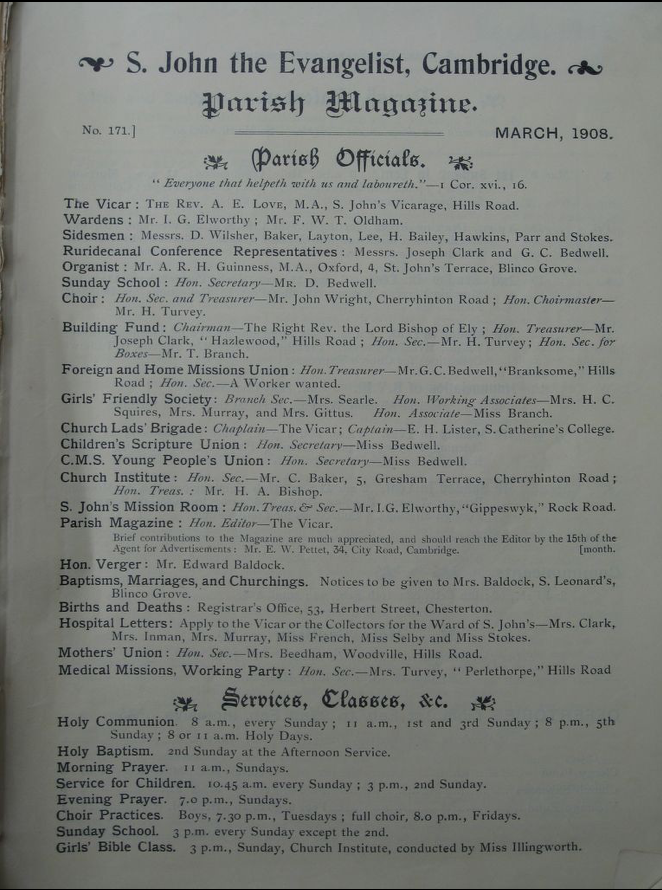 S. John the Evangelist, Cambridge.
Parish Magazine.
No. 171.]
MARCH, 1908.
Parish Officials.
“ Everyone that helpeth with us and laboureth.”—1 Cor. xvi., 16.
The Vicar : THE REV. A. E. LOVE, M.A., S. John's Vicarage, Hills Road.
Wardens : Mr. I. G. Elworthy ; Mr. F. W. T. Oldham.
Sidesmen : Messrs. D. Wilsher, Baker, Layton, Lee, H. Bailey, Hawkins, Parr and Stokes.
Ruridecanal Conference Representatives : Messrs. Joseph Clark and G. C. Bedwell.
Organist : Mr. A. R. H. Guinness, M.A., Oxford, 4, St. John's Terrace, Blinco Grove.
Sunday School : Hon. Secretary—MR. D. Bedwell.
Choir : Hon. Sec. and Treasurer—Mr. John Wright, Cherryhinton Road ; Hon. Choirmaster—
Mr. H. Turvey.
Building Fund : Chairman—The Right Rev. the Lord Bishop of Ely ; Hon. Treasurer—Mr.
Joseph Clark, “ Hazlewood,” Hills Road ; Hon. Sec.—Mr. H. Turvey ; Hon. Sec. for
Boxes—Mr. T. Branch.
Foreign and Home Missions Union : Hon. Treasurer—Mr. G. C. Bedwell, “Branksome,” Hills
Road ; Hon. Sec.—A Worker wanted.
Girls' Friendly Society : Branch Sec.—Mrs. Searle. Hon. Working Associates—Mrs. H. C.
Squires, Mrs. Murray, and Mrs. Gittus. Hon. Associate—Miss Branch.
Church Lads' Brigade : Chaplain—The Vicar ; Captain—E. H. Lister, S. Catherine's College.
Children's Scripture Union : Hon. Secretary—Miss Bedwell.
C.M.S. Young People's Union : Hon. Secretary—Miss Bedwell.
Church Institute : Hon. Sec.—Mr. C. Baker, 5, Gresham Terrace, Cherryhinton Road ;
Hon. Treas. : Mr. H. A. Bishop.
S. John's Mission Room : Hon. Treas. & Sec.—Mr. I.G. Elworthy, “Gippeswyk,” Rock Road.
Parish Magazine : Hon. Editor—The Vicar.
Brief contributions to the Magazine are much appreciated, and should reach the Editor by the 15th of the
Agent for Advertisements : Mr. E. W. Pettet, 34, City Road, Cambridge. [month.
Hon. Verger : Mr. Edward Baldock.
Baptisms, Marriages, and Churchings. Notices to be given to Mrs. Baldock, S. Leonard's,
Blinco Grove.
Births and Deaths : Registrar's Office, 53, Herbert Street, Chesterton.
Hospital Letters : Apply to the Vicar or the Collectors for the Ward of S. John's—Mrs. Clark,
Mrs. Inman, Mrs. Murray, Miss French, Miss Selby and Miss Stokes.
Mothers' Union : Hon. Sec.—Mrs. Beedham, Woodville, Hills Road.
Medical Missions, Working Party : Hon. Sec.—Mrs. Turvey, “ Perlethorpe,” Hills Road
Services, Classes, &c.
Holy Communion. 8 a.m., every Sunday ; 11 a.m., 1st and 3rd Sunday ; 8 p.m., 5th
Sunday ; 8 or 11 a.m. Holy Days.
Holy Baptism. 2nd Sunday at the Afternoon Service.
Morning Prayer. 11 a.m., Sundays.
Service for Children. 10.45 a.m. every Sunday ; 3 p.m., 2nd Sunday.
Evening Prayer. 7.0 p.m., Sundays.
Choir Practices. Boys, 7.30 p.m., Tuesdays ; full choir, 8.0 p.m., Fridays.
Sunday School. 3 p.m. every Sunday except the 2nd.
Girls' Bible Class. 3 p.m., Sunday, Church Institute, conducted by Miss Illingworth.